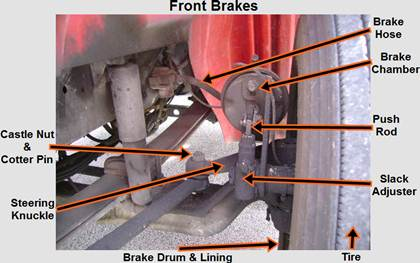 Front Brakes
Brake
Hose
Brake
Chamber
Push
Rod
Castle Nut
&
Cotter Pin
Slack
Adjuster
Steering
Knuckle
Brake Drum & Lining
Tire